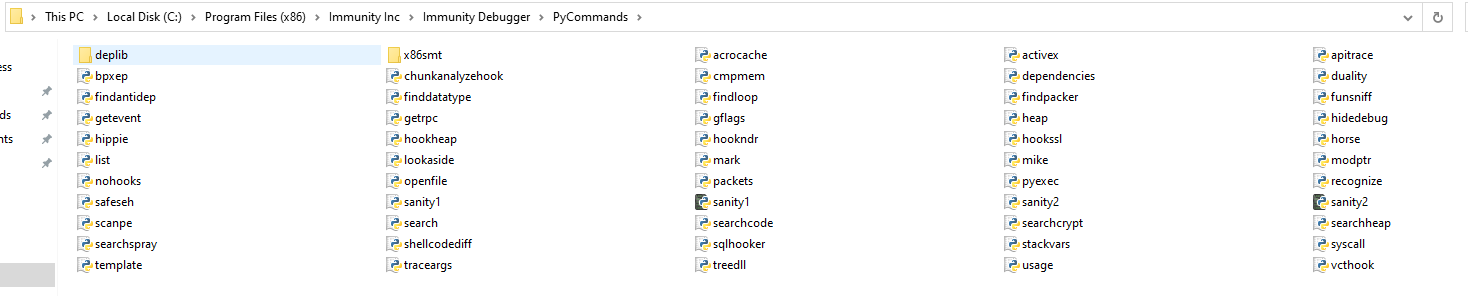 This PC > Local Disk (C:) > Program Files (x86) > Immunity Inc > Immunity Debugger > PyCommands >
deplib x86smt acrocache activex apitrace
ess
bpxep chunkanalyzehook cmpmem dependencies duality
findantidep finddatatype findloop findpacker funsniff
ds getevent getrpc gflags heap hidedebug
nts hippie hookheap hookndr hookssl horse
list lookaside mark mike modptr
nohooks openfile packets pyexec recognize
safeseh sanity1 sanity1 sanity2 sanity2
scanpe search searchcode searchcrypt searchheap
searchspray shellcodediff sqlhooker stackvars syscall
template traceargs treedll usage vcthook